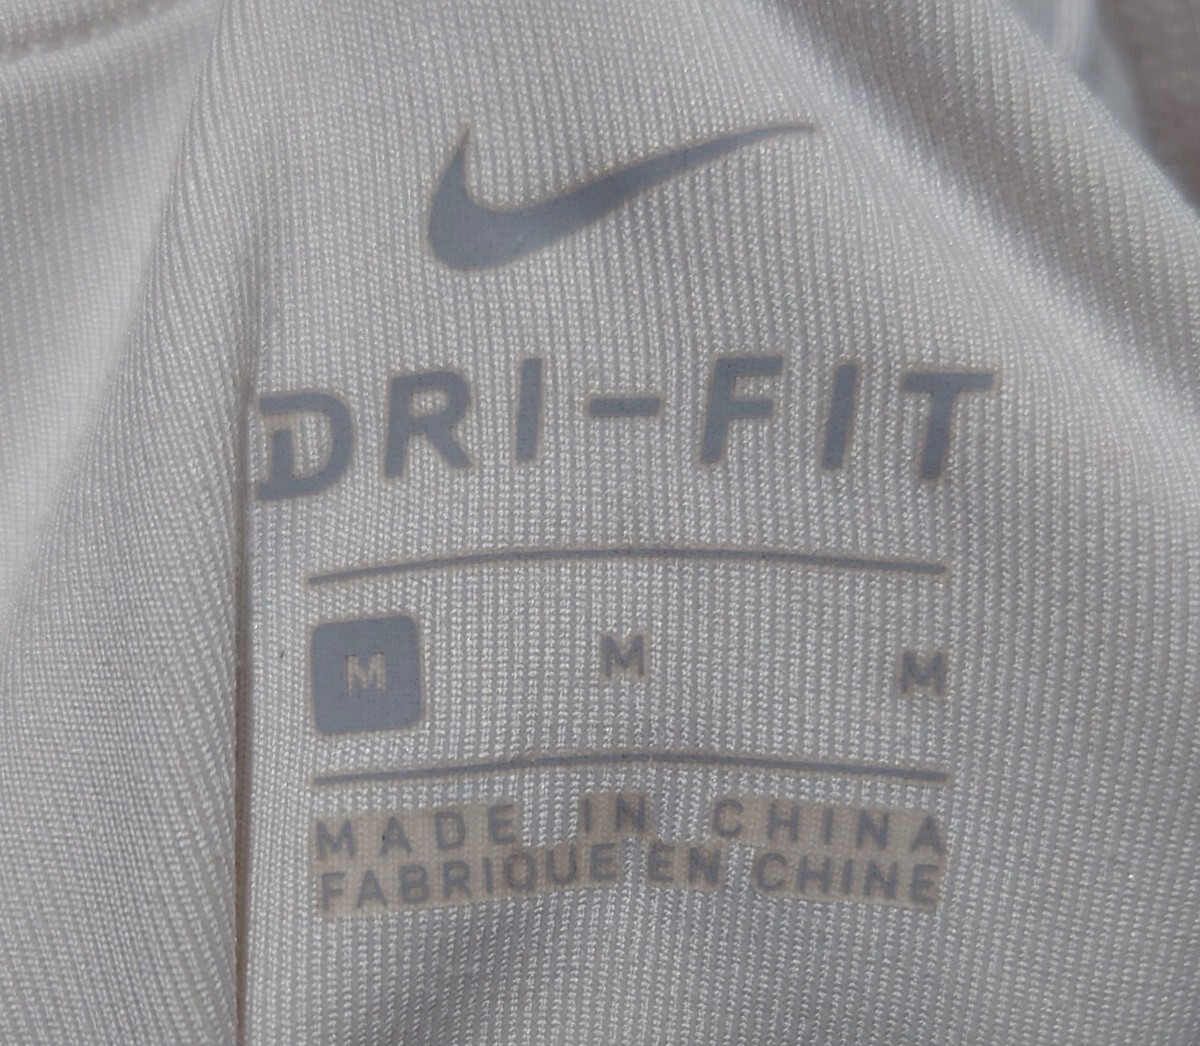 DRI-FIT
M M M
MADE IN CHINA
FABRIQUE EN CHINE